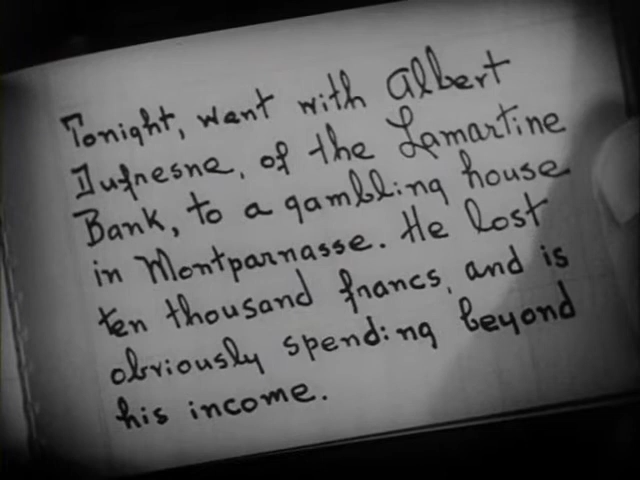 Tonight, went with Albert
Dufresne, of the Lamartine
Bank, to a gambling house
in Montparnasse. He lost
ten thousand francs, and is
obviously spending beyond
his income.